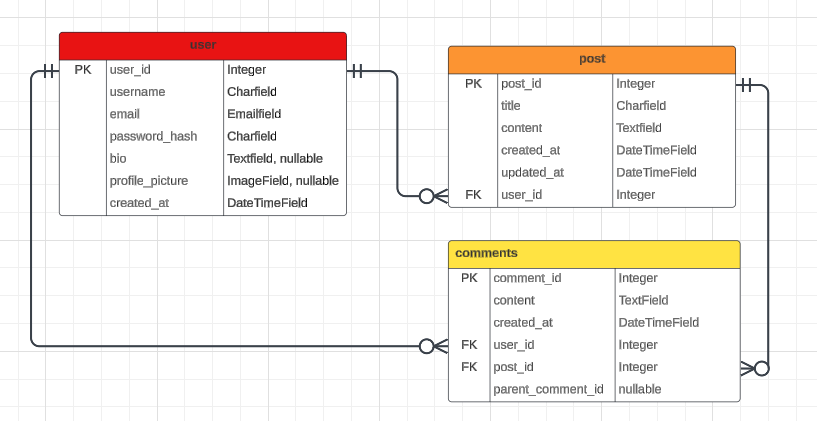 user
PK user_id Integer
username Charfield
email Emailfield
password_hash Charfield
bio Textfield, nullable
profile_picture ImageField, nullable
created_at DateTimeField
post
PK post_id Integer
title Charfield
content Textfield
created_at DateTimeField
updated_at DateTimeField
FK user_id Integer
comments
PK comment_id Integer
content TextField
created_at DateTimeField
FK user_id Integer
FK post_id Integer
parent_comment_id nullable